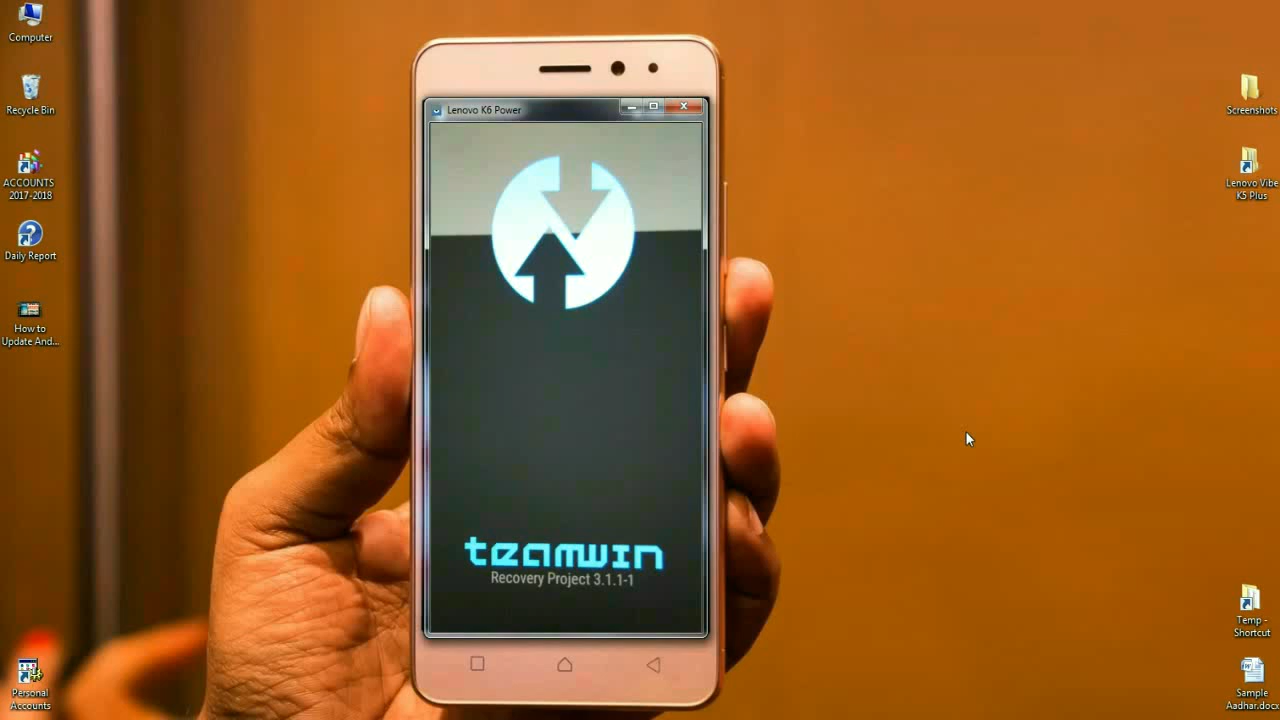 Computer
Recycle Bin
ACCOUNTS
2017-2018
Daily Report
How to
Update And...
Personal
Accounts
Lenovo K6 Power
teamwin
Recovery Project 3.1.1-1
Screenshots
Lenovo Vibe
K5 Plus
Temp -
Shortcut
Sample
Aadhar.docx